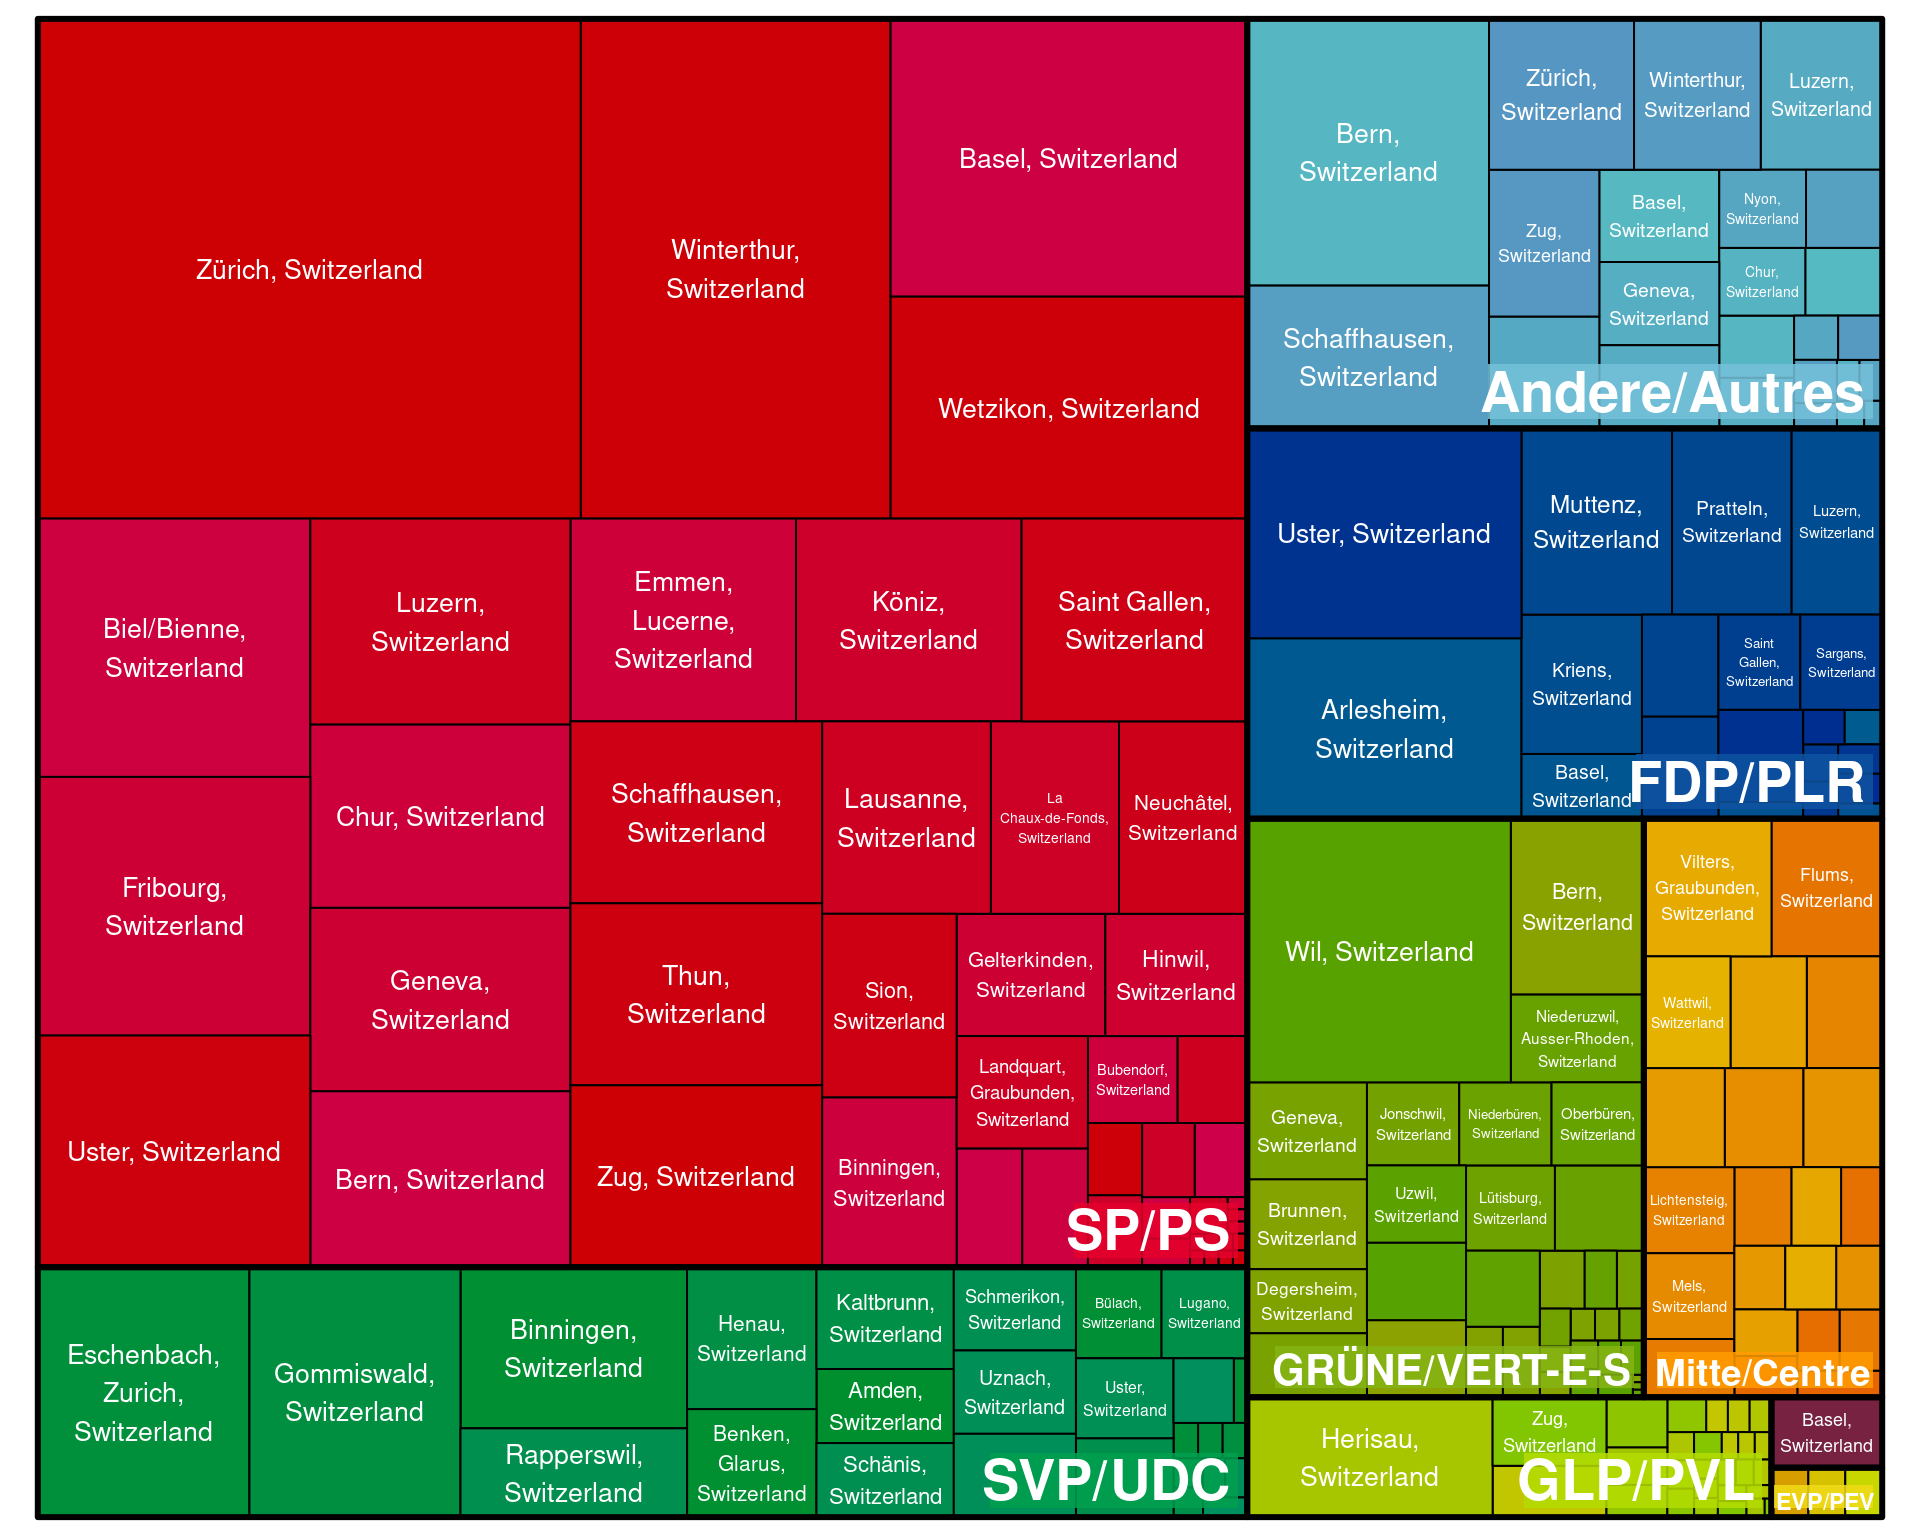 Zürich, Switzerland
Winterthur,
Switzerland
Basel, Switzerland
Wetzikon, Switzerland
Biel/Bienne,
Switzerland
Fribourg,
Switzerland
Uster, Switzerland
Luzern,
Switzerland
Chur, Switzerland
Geneva,
Switzerland
Bern, Switzerland
Emmen,
Lucerne,
Switzerland
Köniz,
Switzerland
Saint Gallen,
Switzerland
Schaffhausen,
Switzerland
Thun,
Switzerland
Zug, Switzerland
Lausanne,
Switzerland
La
Chaux-de-Fonds,
Switzerland
Neuchâtel,
Switzerland
Sion,
Switzerland
Binningen,
Switzerland
Gelterkinden,
Switzerland
Hinwil,
Switzerland
Landquart,
Graubunden,
Switzerland
Bubendorf,
Switzerland
SP/PS
Eschenbach,
Zurich,
Switzerland
Gommiswald,
Switzerland
Binningen,
Switzerland
Rapperswil,
Switzerland
Henau,
Switzerland
Benken,
Glarus,
Switzerland
Kaltbrunn,
Switzerland
Amden,
Switzerland
Schänis,
Switzerland
Schmerikon,
Switzerland
Uznach,
Switzerland
Bülach,
Switzerland
Lugano,
Switzerland
Uster,
Switzerland
SVP/UDC
Bern,
Switzerland
Schaffhausen,
Switzerland
Zürich,
Switzerland
Winterthur,
Switzerland
Luzern,
Switzerland
Zug,
Switzerland
Basel,
Switzerland
Geneva,
Switzerland
Nyon,
Switzerland
Chur,
Switzerland
Andere/Autres
Uster, Switzerland
Arlesheim,
Switzerland
Muttenz,
Switzerland
Pratteln,
Switzerland
Luzern,
Switzerland
Kriens,
Switzerland
Basel,
Switzerland
Saint
Gallen,
Switzerland
Sargans,
Switzerland
FDP/PLR
Wil, Switzerland
Bern,
Switzerland
Niederuzwil,
Ausser-Rhoden,
Switzerland
Geneva,
Switzerland
Brunnen,
Switzerland
Degersheim,
Switzerland
Jonschwil,
Switzerland
Niederbüren,
Switzerland
Oberbüren,
Switzerland
Uzwil,
Switzerland
Lütisburg,
Switzerland
GRÜNE/VERT-E-S
Vilters,
Graubunden,
Switzerland
Flums,
Switzerland
Wattwil,
Switzerland
Lichtensteig,
Switzerland
Mels,
Switzerland
Mitte/Centre
Herisau,
Switzerland
Zug,
Switzerland
GLP/PVL
Basel,
Switzerland
EVP/PEV